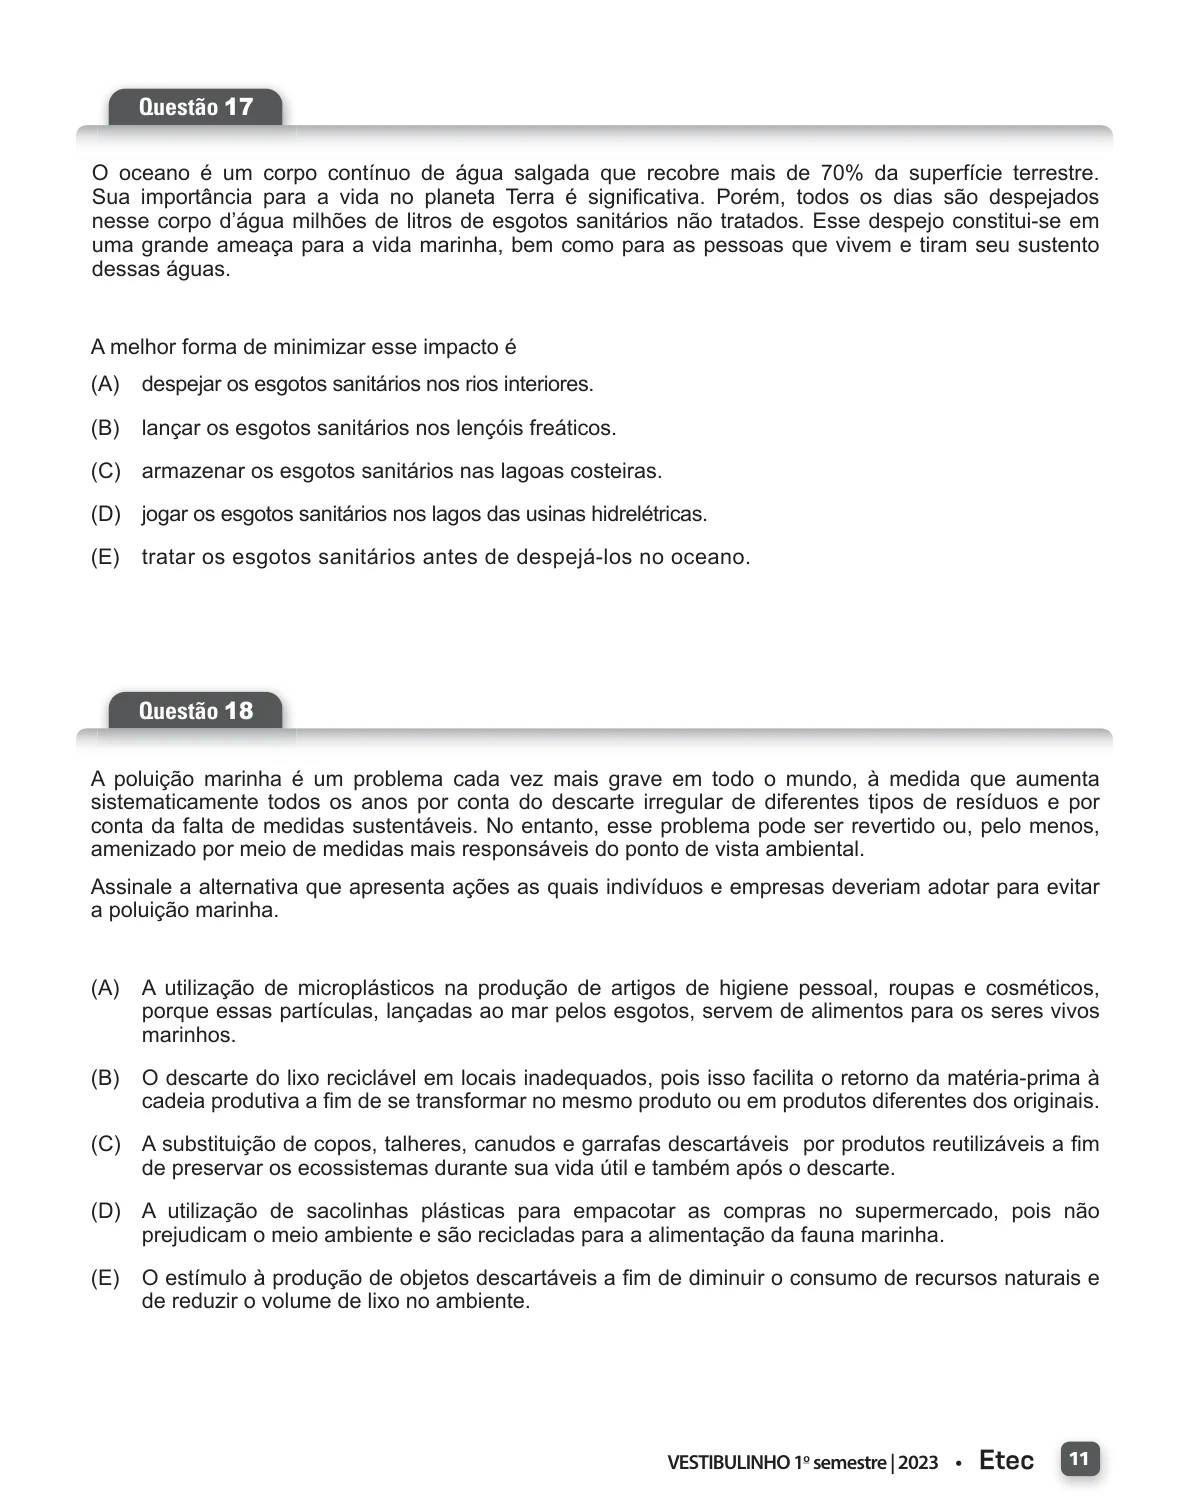 Questão 17
O oceano é um corpo contínuo de água salgada que recobre mais de 70% da superfície terrestre.
Sua importância para a vida no planeta Terra é significativa. Porém, todos os dias são despejados
nesse corpo d’água milhões de litros de esgotos sanitários não tratados. Esse despejo constitui-se em
uma grande ameaça para a vida marinha, bem como para as pessoas que vivem e tiram seu sustento
dessas águas.
A melhor forma de minimizar esse impacto é
(A) despejar os esgotos sanitários nos rios interiores.
(B) lançar os esgotos sanitários nos lençóis freáticos.
(C) armazenar os esgotos sanitários nas lagoas costeiras.
(D) jogar os esgotos sanitários nos lagos das usinas hidrelétricas.
(E) tratar os esgotos sanitários antes de despejá-los no oceano.
Questão 18
A poluição marinha é um problema cada vez mais grave em todo o mundo, à medida que aumenta
sistematicamente todos os anos por conta do descarte irregular de diferentes tipos de resíduos e por
conta da falta de medidas sustentáveis. No entanto, esse problema pode ser revertido ou, pelo menos,
amenizado por meio de medidas mais responsáveis do ponto de vista ambiental.
Assinale a alternativa que apresenta ações as quais indivíduos e empresas deveriam adotar para evitar
a poluição marinha.
(A) A utilização de microplásticos na produção de artigos de higiene pessoal, roupas e cosméticos,
porque essas partículas, lançadas ao mar pelos esgotos, servem de alimentos para os seres vivos
marinhos.
(B) O descarte do lixo reciclável em locais inadequados, pois isso facilita o retorno da matéria-prima à
cadeia produtiva a fim de se transformar no mesmo produto ou em produtos diferentes dos originais.
(C) A substituição de copos, talheres, canudos e garrafas descartáveis por produtos reutilizáveis a fim
de preservar os ecossistemas durante sua vida útil e também após o descarte.
(D) A utilização de sacolinhas plásticas para empacotar as compras no supermercado, pois não
prejudicam o meio ambiente e são recicladas para a alimentação da fauna marinha.
(E) O estímulo à produção de objetos descartáveis a fim de diminuir o consumo de recursos naturais e
de reduzir o volume de lixo no ambiente.
VESTIBULINHO 1º semestre | 2023 • Etec 11